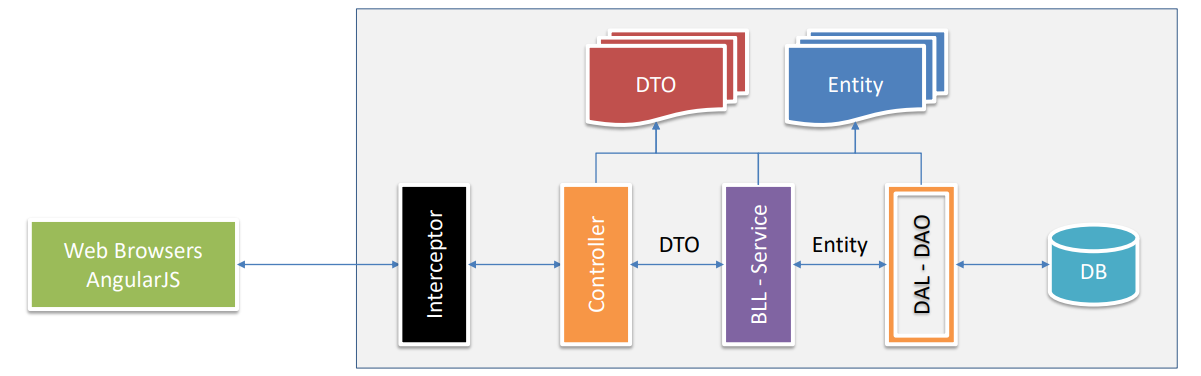 DTO
Entity
Web Browsers
AngularJS
Interceptor
Controller
DTO
BLL - Service
Entity
DAL - DAO
DB